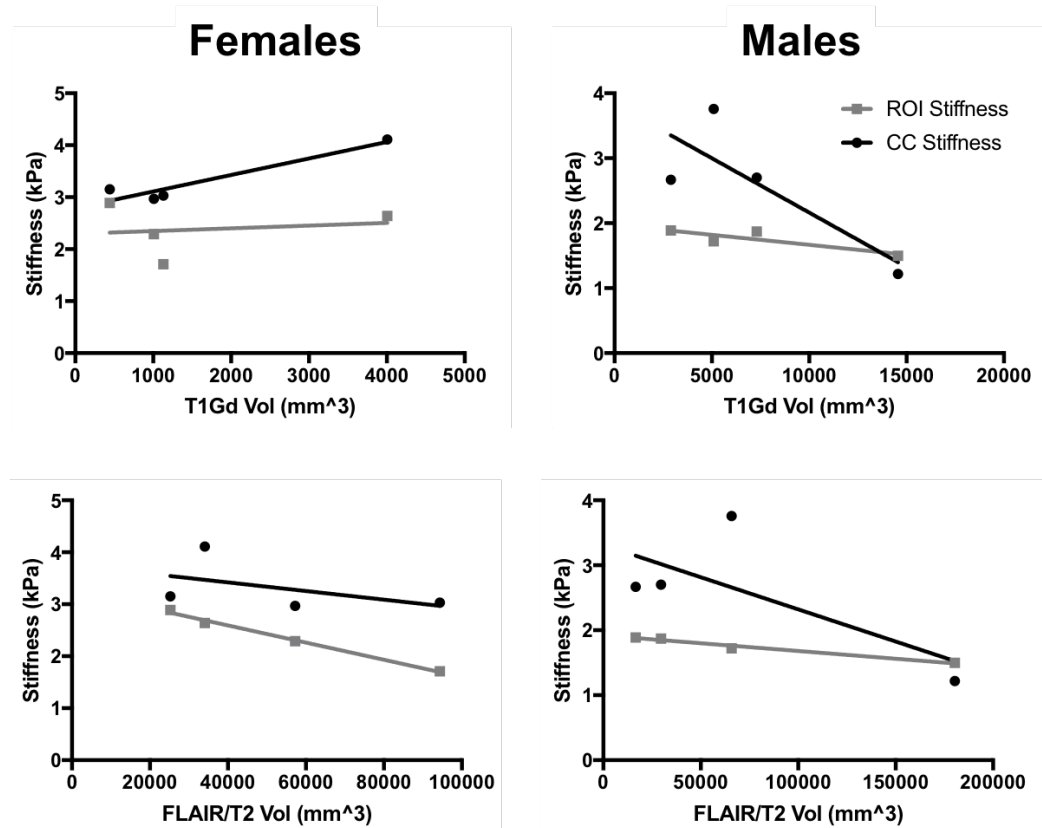 Females
Males
5
4
3
2
1
0
Stiffness (kPa)
0 1000 2000 3000 4000 5000
T1Gd Vol (mm^3)
4
3
2
1
0
Stiffness (kPa)
ROI Stiffness
CC Stiffness
0 5000 10000 15000 20000
T1Gd Vol (mm^3)
5
4
3
2
1
0
Stiffness (kPa)
0 20000 40000 60000 80000 100000
FLAIR/T2 Vol (mm^3)
4
3
2
1
0
Stiffness (kPa)
0 50000 100000 150000 200000
FLAIR/T2 Vol (mm^3)